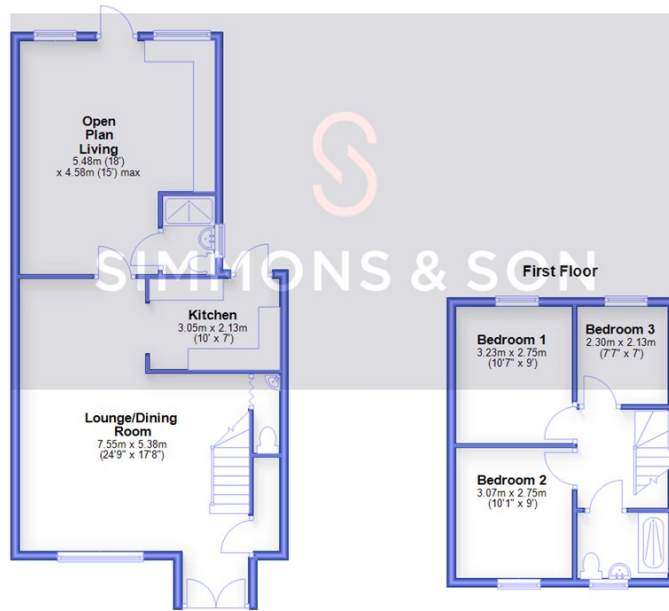 Open
Plan
Living
5.48m (18')
x 4.58m (15') max
SIMMONS & SON
Kitchen
3.05m x 2.13m
(10' x 7')
Lounge/Dining
Room
7.55m x 5.38m
(24'9" x 17'8")
First Floor
Bedroom 1
3.23m x 2.75m
(10'7" x 9')
Bedroom 3
2.30m x 2.13m
(7'7" x 7')
Bedroom 2
3.07m x 2.75m
(10'1" x 9')